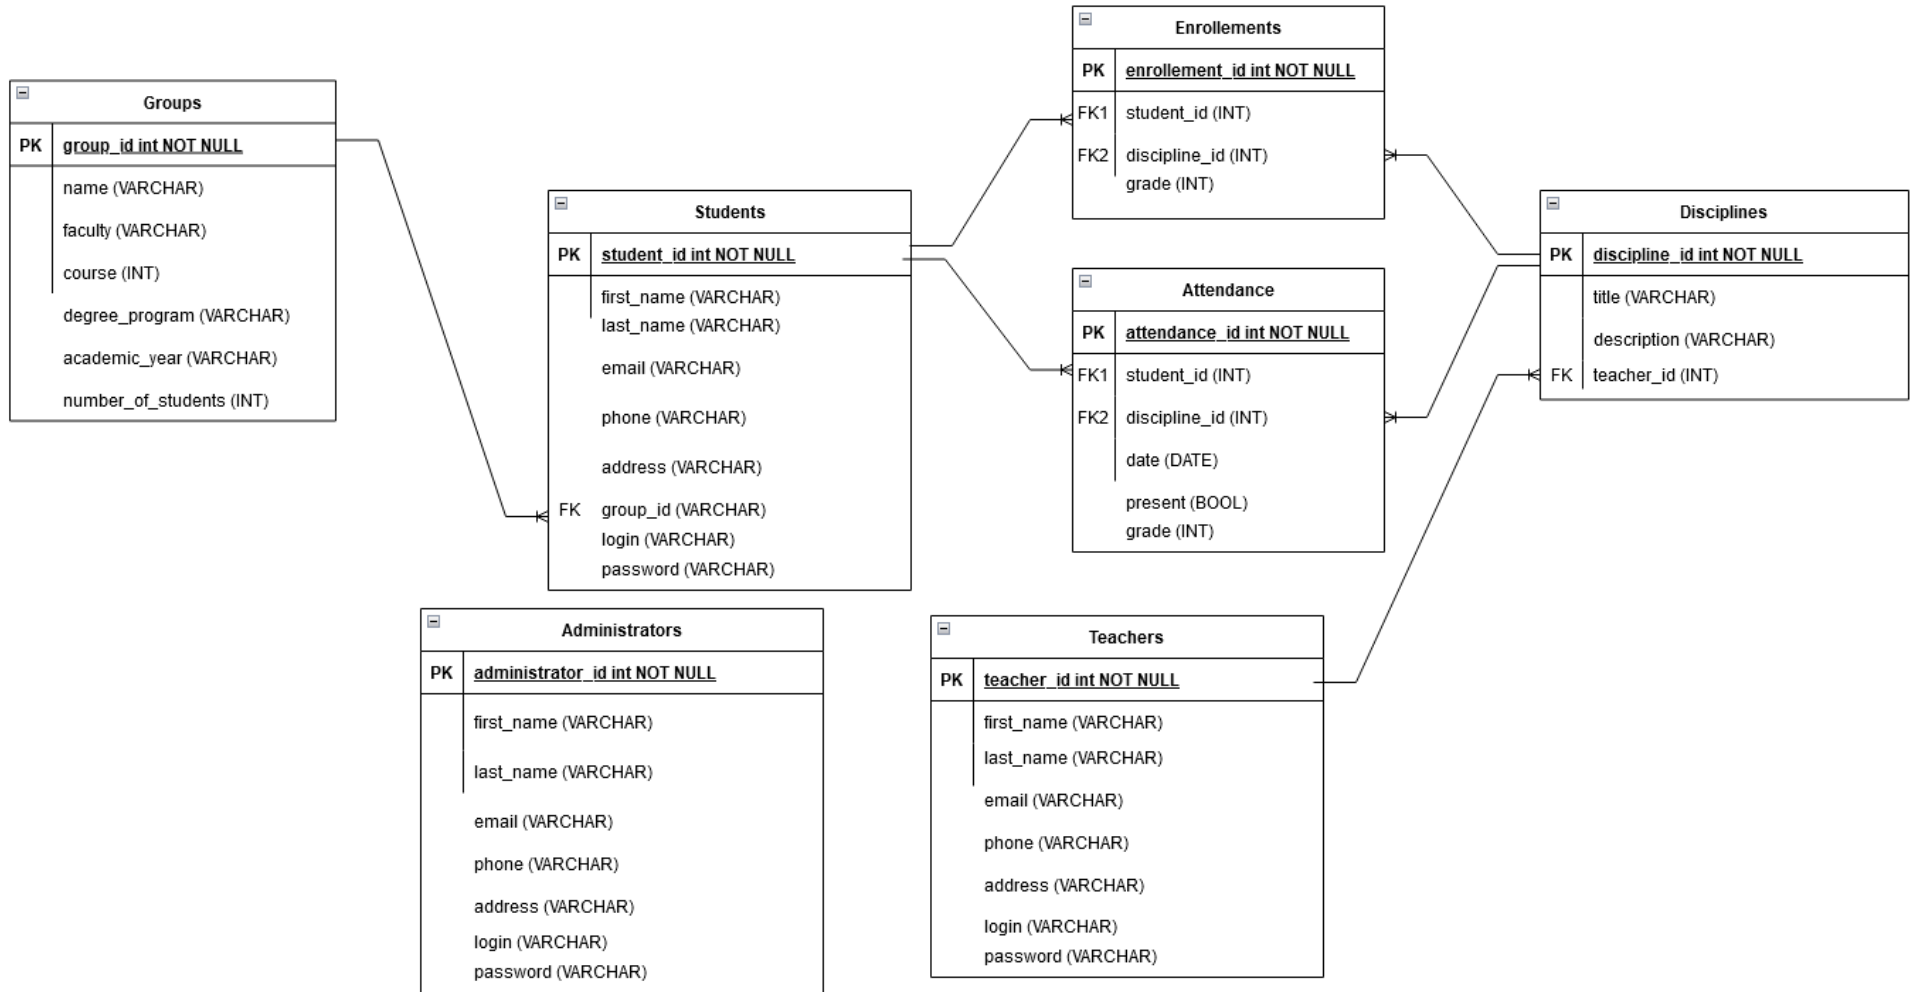 Groups
PK group_id int NOT NULL
name (VARCHAR)
faculty (VARCHAR)
course (INT)
degree_program (VARCHAR)
academic_year (VARCHAR)
number_of_students (INT)
Students
PK student_id int NOT NULL
first_name (VARCHAR)
last_name (VARCHAR)
email (VARCHAR)
phone (VARCHAR)
address (VARCHAR)
FK group_id (VARCHAR)
login (VARCHAR)
password (VARCHAR)
Enrollements
PK enrollement_id int NOT NULL
FK1 student_id (INT)
FK2 discipline_id (INT)
grade (INT)
Attendance
PK attendance_id int NOT NULL
FK1 student_id (INT)
FK2 discipline_id (INT)
date (DATE)
present (BOOL)
grade (INT)
Disciplines
PK discipline_id int NOT NULL
title (VARCHAR)
description (VARCHAR)
FK teacher_id (INT)
Administrators
PK administrator_id int NOT NULL
first_name (VARCHAR)
last_name (VARCHAR)
email (VARCHAR)
phone (VARCHAR)
address (VARCHAR)
login (VARCHAR)
password (VARCHAR)
Teachers
PK teacher_id int NOT NULL
first_name (VARCHAR)
last_name (VARCHAR)
email (VARCHAR)
phone (VARCHAR)
address (VARCHAR)
login (VARCHAR)
password (VARCHAR)